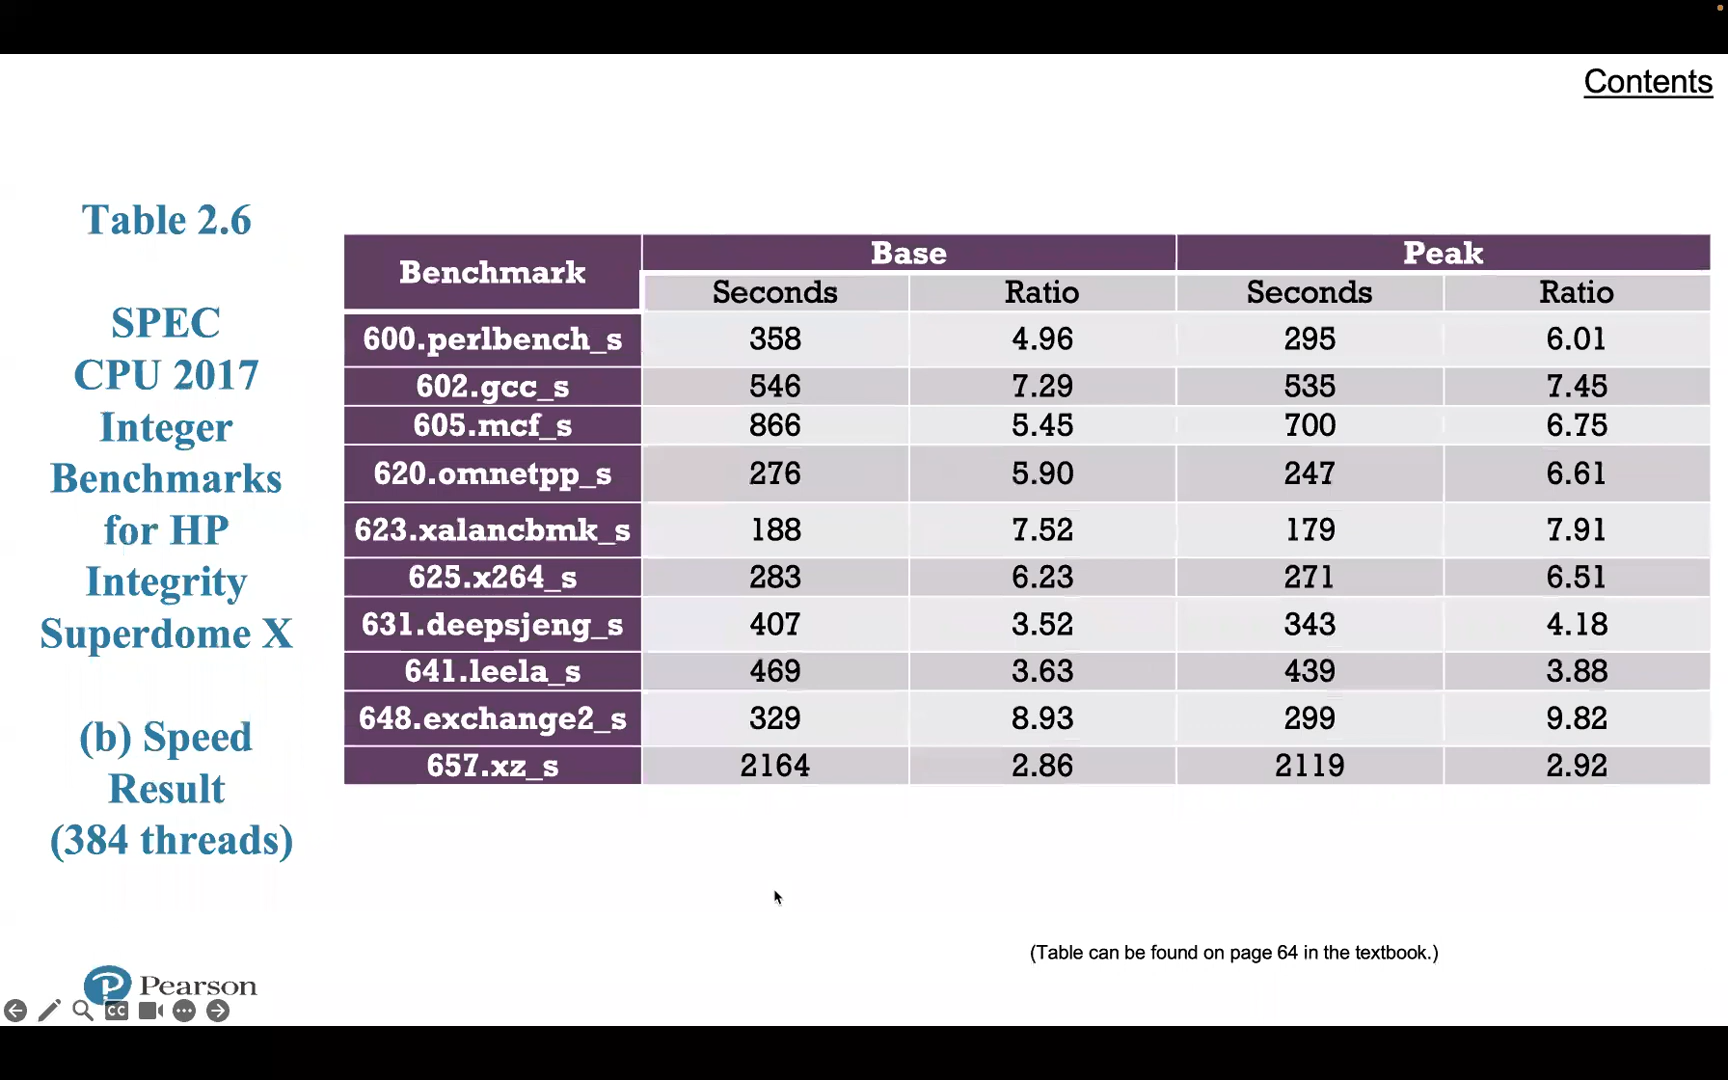 Contents
Table 2.6
SPEC
CPU 2017
Integer
Benchmarks
for HP
Integrity
Superdome X
(b) Speed
Result
(384 threads)
Benchmark Base Peak
Seconds Ratio Seconds Ratio
600.perlbench_s 358 4.96 295 6.01
602.gcc_s 546 7.29 535 7.45
605.mcf_s 866 5.45 700 6.75
620.omnetpp_s 276 5.90 247 6.61
623.xalancbmk_s 188 7.52 179 7.91
625.x264_s 283 6.23 271 6.51
631.deepsjeng_s 407 3.52 343 4.18
641.leela_s 469 3.63 439 3.88
648.exchange2_s 329 8.93 299 9.82
657.xz_s 2164 2.86 2119 2.92
(Table can be found on page 64 in the textbook.)
P Pearson
CC